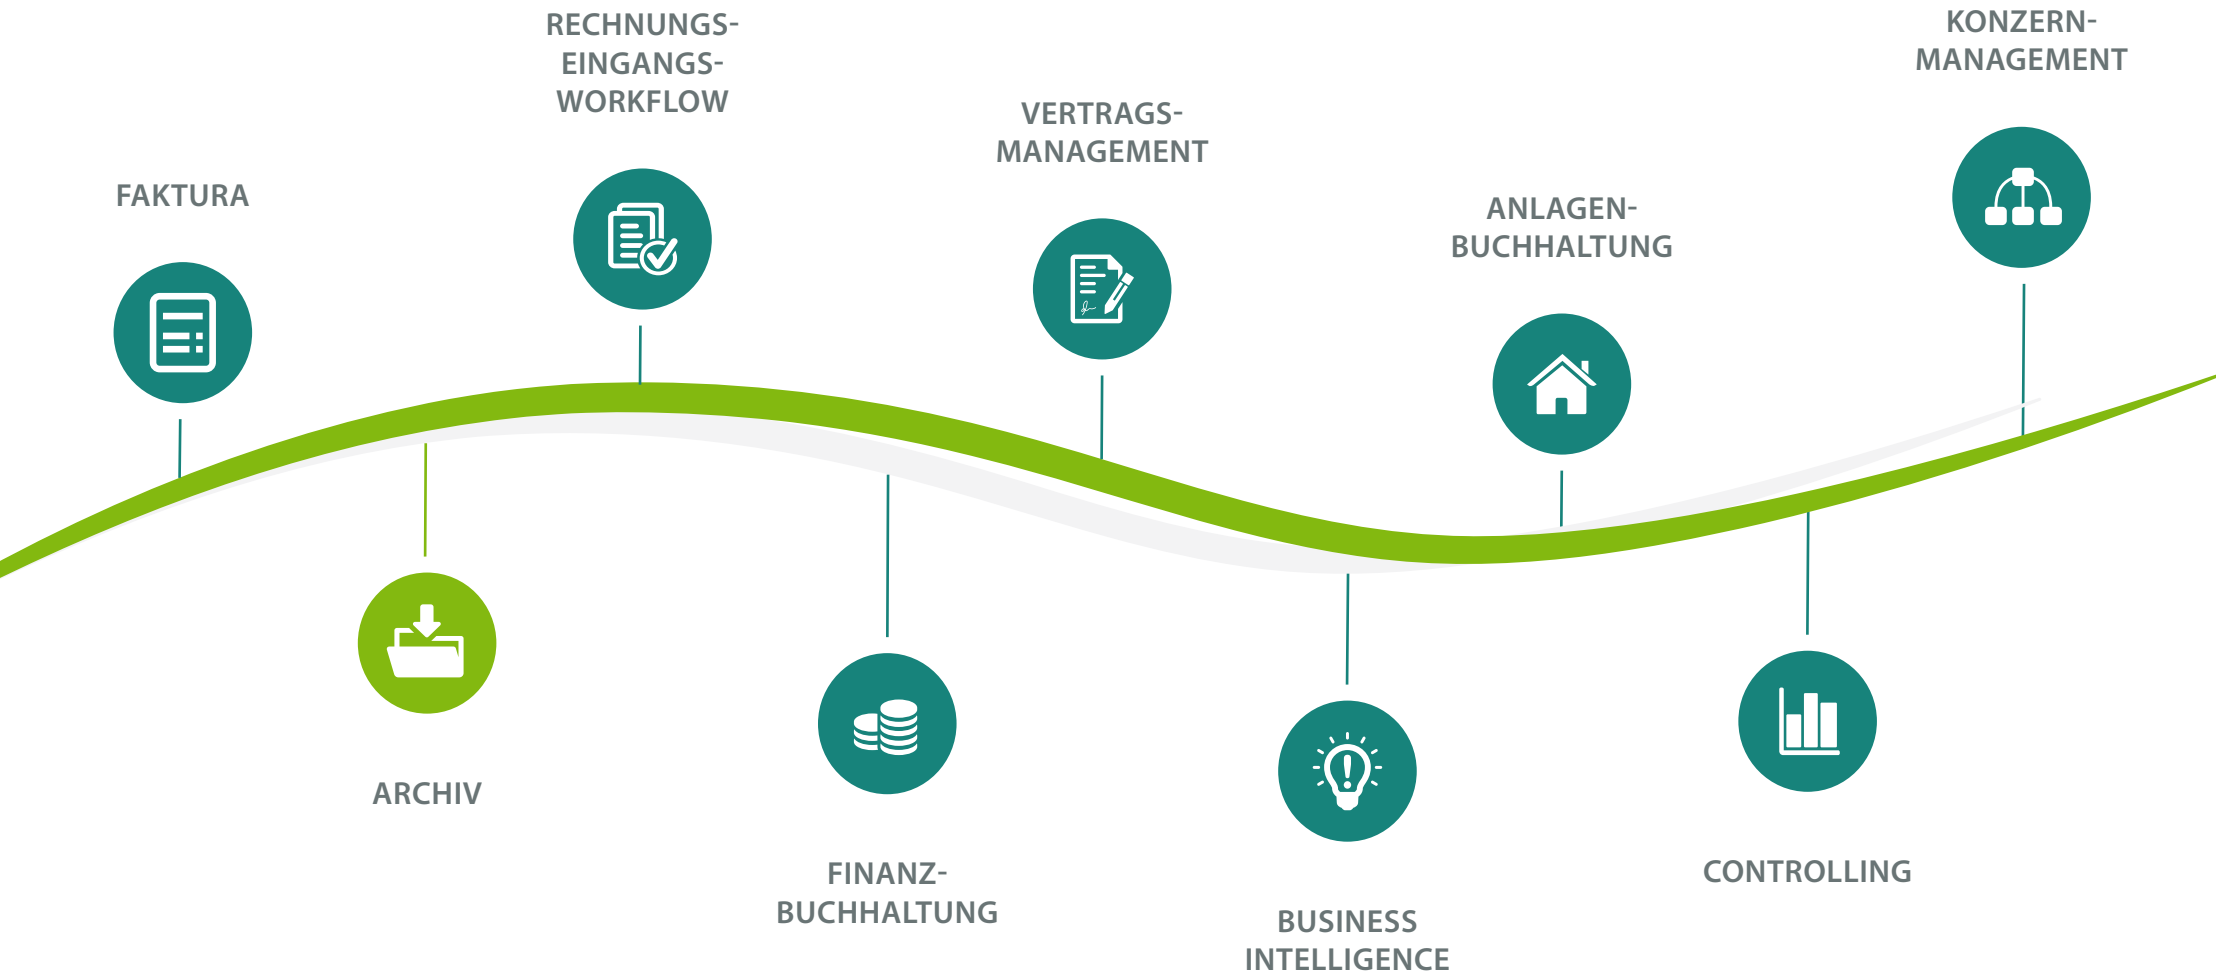 FAKTURA
ARCHIV
RECHNUNGS-
EINGANGS-
WORKFLOW
FINANZ-
BUCHHALTUNG
VERTRAGS-
MANAGEMENT
BUSINESS
INTELLIGENCE
ANLAGEN-
BUCHHALTUNG
CONTROLLING
KONZERN-
MANAGEMENT